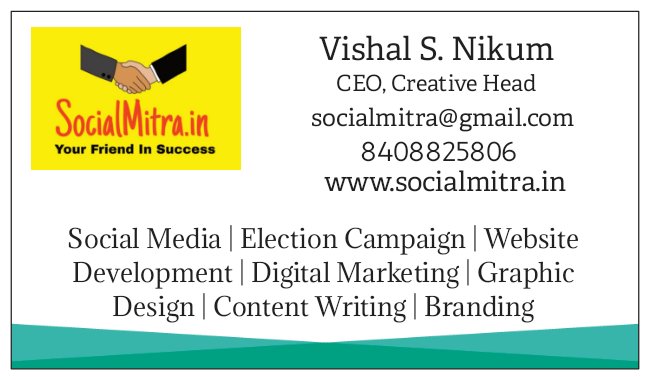 SocialMitra.in
Your Friend In Success
Vishal S. Nikum
CEO, Creative Head
socialmitra@gmail.com
8408825806
www.socialmitra.in
Social Media | Election Campaign | Website
Development | Digital Marketing | Graphic
Design | Content Writing | Branding